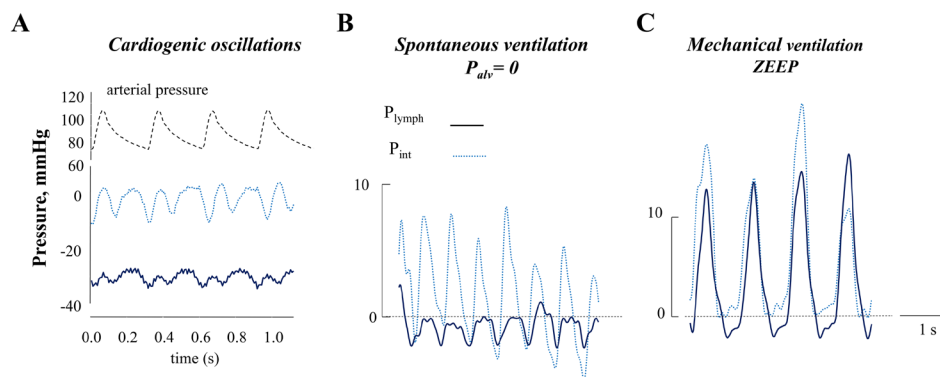 A
Cardiogenic oscillations
arterial pressure
Pressure, mmHg
120
100
80
60
0
-20
-40
0.0 0.2 0.4 0.6 0.8 1.0
time (s)
B
Spontaneous ventilation
Palv= 0
Plymph
Pint
10
0
C
Mechanical ventilation
ZEEP
10
0
1 s